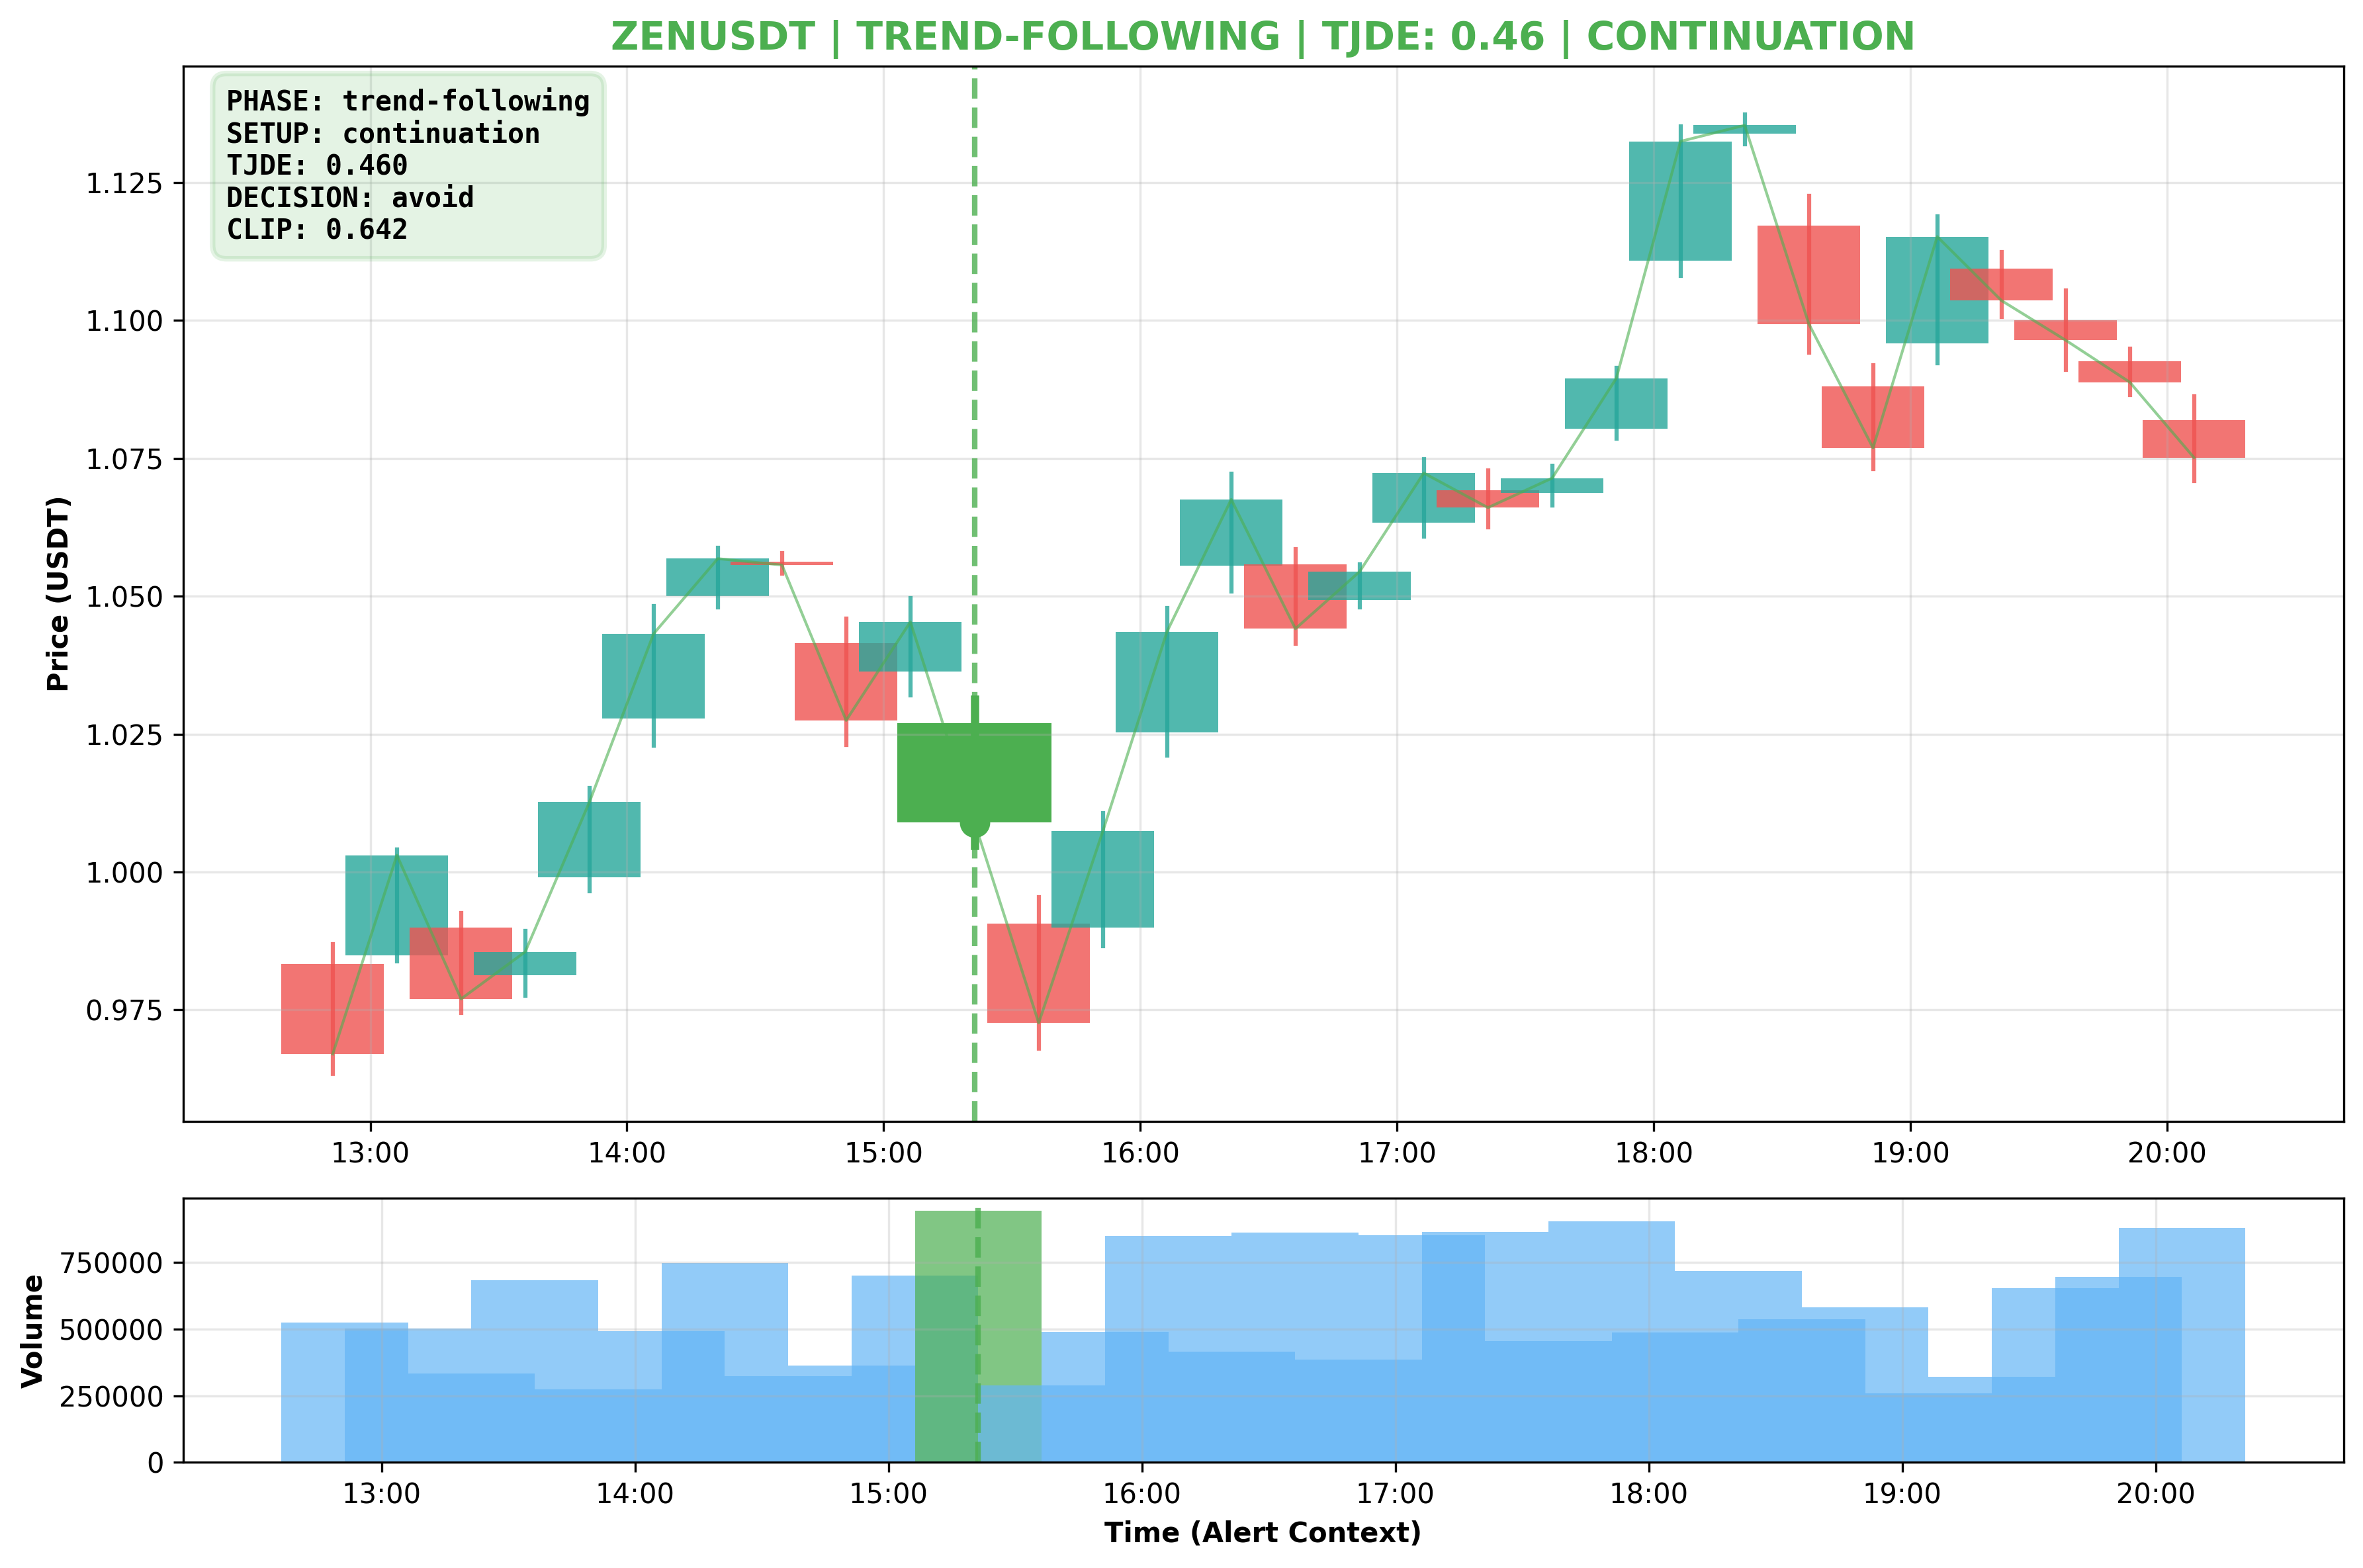 ZENUSDT | TREND-FOLLOWING | TJDE: 0.46 | CONTINUATION
PHASE: trend-following
SETUP: continuation
TJDE: 0.460
DECISION: avoid
CLIP: 0.642
Price (USDT)
1.125
1.100
1.075
1.050
1.025
1.000
0.975
13:00 14:00 15:00 16:00 17:00 18:00 19:00 20:00
Volume
750000
500000
250000
0
13:00 14:00 15:00 16:00 17:00 18:00 19:00 20:00
Time (Alert Context)